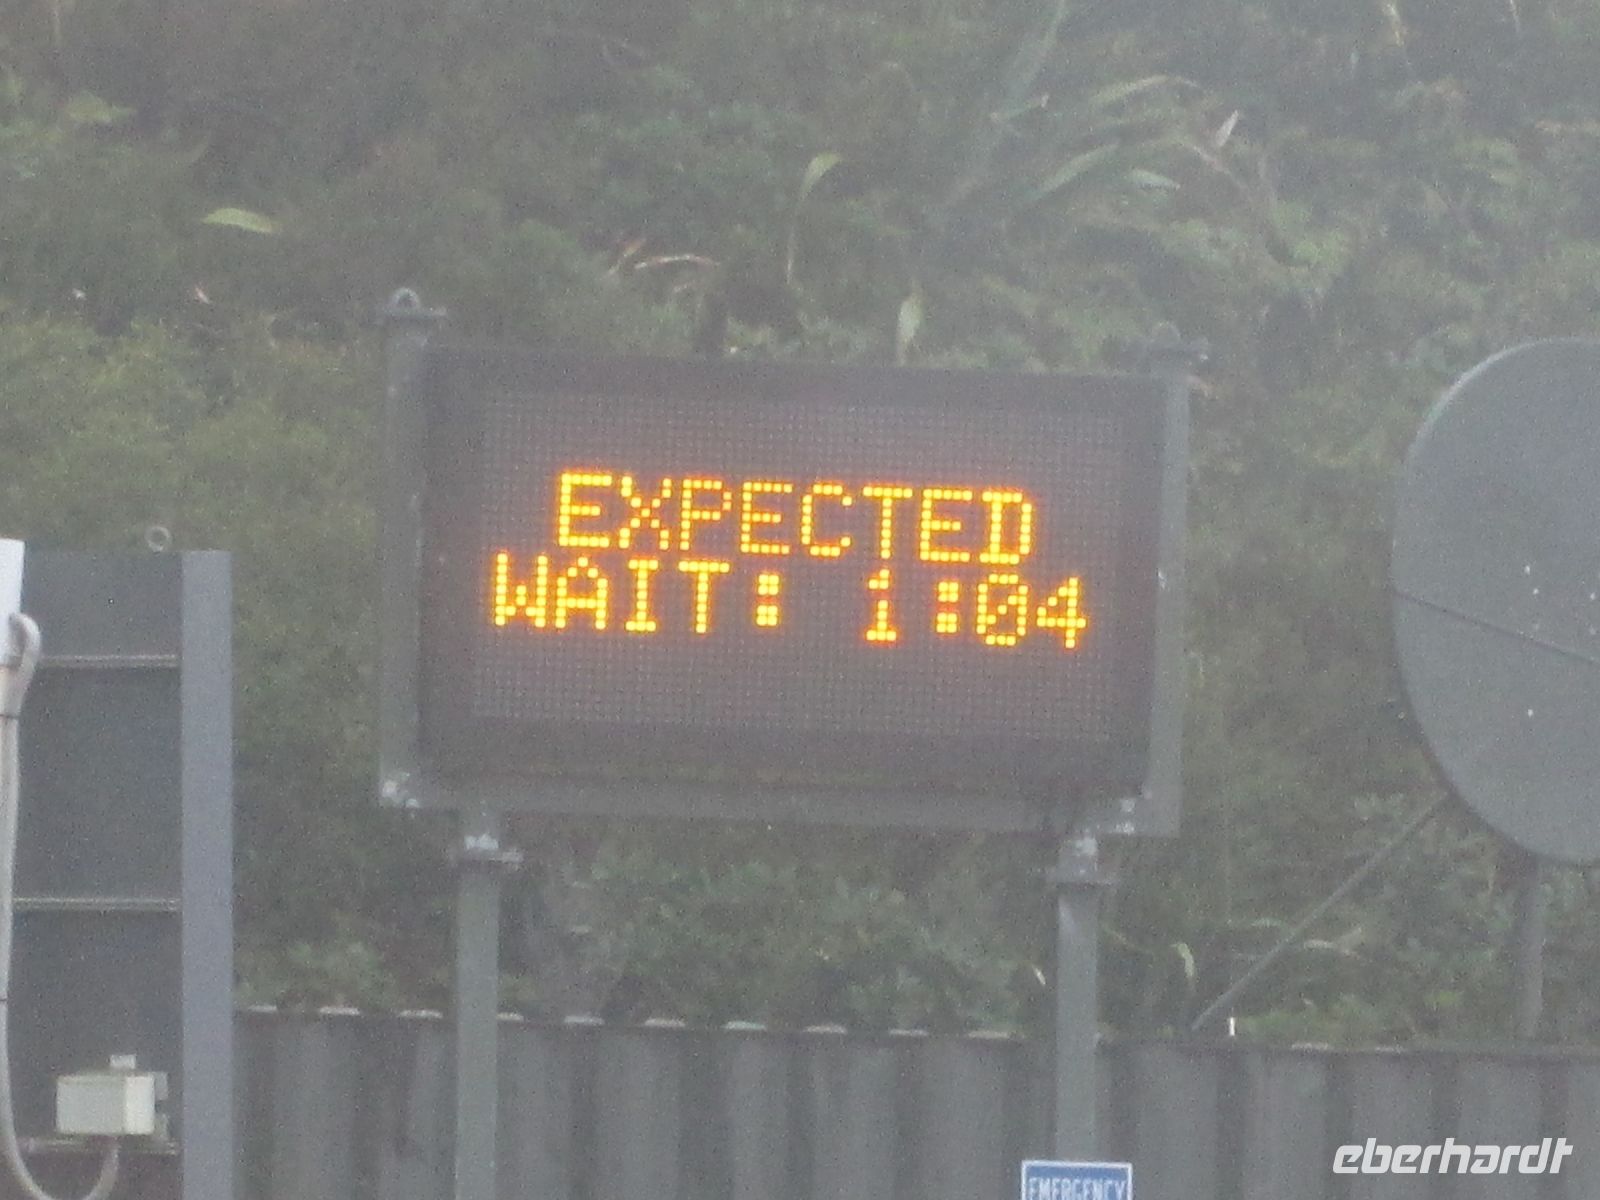 EXPECTED
WAIT: 1:04
EMERGENCY
eberhardt